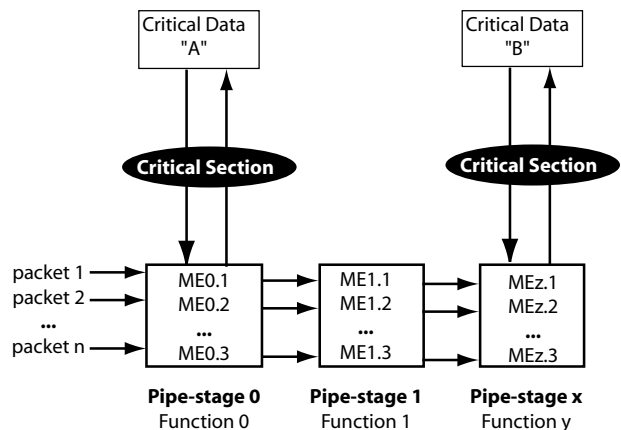 Critical Data
"A"
Critical Data
"B"
Critical Section
Critical Section
packet 1
packet 2
...
packet n
ME0.1
ME0.2
...
ME0.3
ME1.1
ME1.2
...
ME1.3
MEz.1
MEz.2
...
MEz.3
Pipe-stage 0
Function 0
Pipe-stage 1
Function 1
Pipe-stage x
Function y